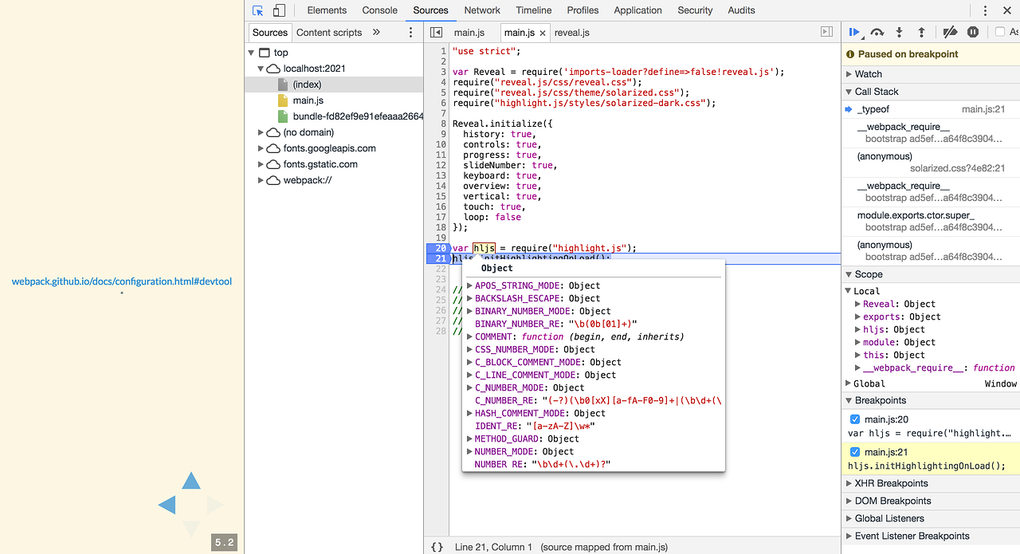 Elements Console Sources Network Timeline Profiles Application Security Audits
Sources Content scripts »
main.js main.js × reveal.js
top
localhost:2021
(index)
main.js
bundle-fd82ef9e91efeaaa2664
(no domain)
fonts.googleapis.com
fonts.gstatic.com
webpack://
webpack.github.io/docs/configuration.html#devtool
5.2
1 "use strict";
2
3 var Reveal = require('imports-loader?define=>false!reveal.js');
4 require("reveal.js/css/reveal.css");
5 require("reveal.js/css/theme/solarized.css");
6 require("highlight.js/styles/solarized-dark.css");
7
8 Reveal.initialize({
9 history: true,
10 controls: true,
11 progress: true,
12 slideNumber: true,
13 keyboard: true,
14 overview: true,
15 vertical: true,
16 touch: true,
17 loop: false
18 });
19
20 var hljs = require("highlight.js");
21 hljs.initHighlightingOnLoad();
22
23
24 //
25 //
26 //
27 //
28 //
Object
APOS_STRING_MODE: Object
BACKSLASH_ESCAPE: Object
BINARY_NUMBER_MODE: Object
BINARY_NUMBER_RE: "\b(0b[01]+)"
COMMENT: function (begin, end, inherits)
CSS_NUMBER_MODE: Object
C_BLOCK_COMMENT_MODE: Object
C_LINE_COMMENT_MODE: Object
C_NUMBER_MODE: Object
C_NUMBER_RE: "(-?)(\b0[xX][a-fA-F0-9]+|(\b\d+(\
HASH_COMMENT_MODE: Object
IDENT_RE: "[a-zA-Z]\w*"
METHOD_GUARD: Object
NUMBER_MODE: Object
NUMBER_RE: "\b\d+(\.\d+)?"
{} Line 21, Column 1 (source mapped from main.js)
As
Paused on breakpoint
Watch
Call Stack
_typeof main.js:21
__webpack_require__
bootstrap ad5ef…a64f8c3904…
(anonymous)
solarized.css?4e82:21
__webpack_require__
bootstrap ad5ef…a64f8c3904…
module.exports.ctor.super_
bootstrap ad5ef…a64f8c3904…
(anonymous)
bootstrap ad5ef…a64f8c3904…
Scope
Local
Reveal: Object
exports: Object
hljs: Object
module: Object
this: Object
__webpack_require__: function
Global Window
Breakpoints
main.js:20
var hljs = require("highlight.…
main.js:21
hljs.initHighlightingOnLoad();
XHR Breakpoints
DOM Breakpoints
Global Listeners
Event Listener Breakpoints